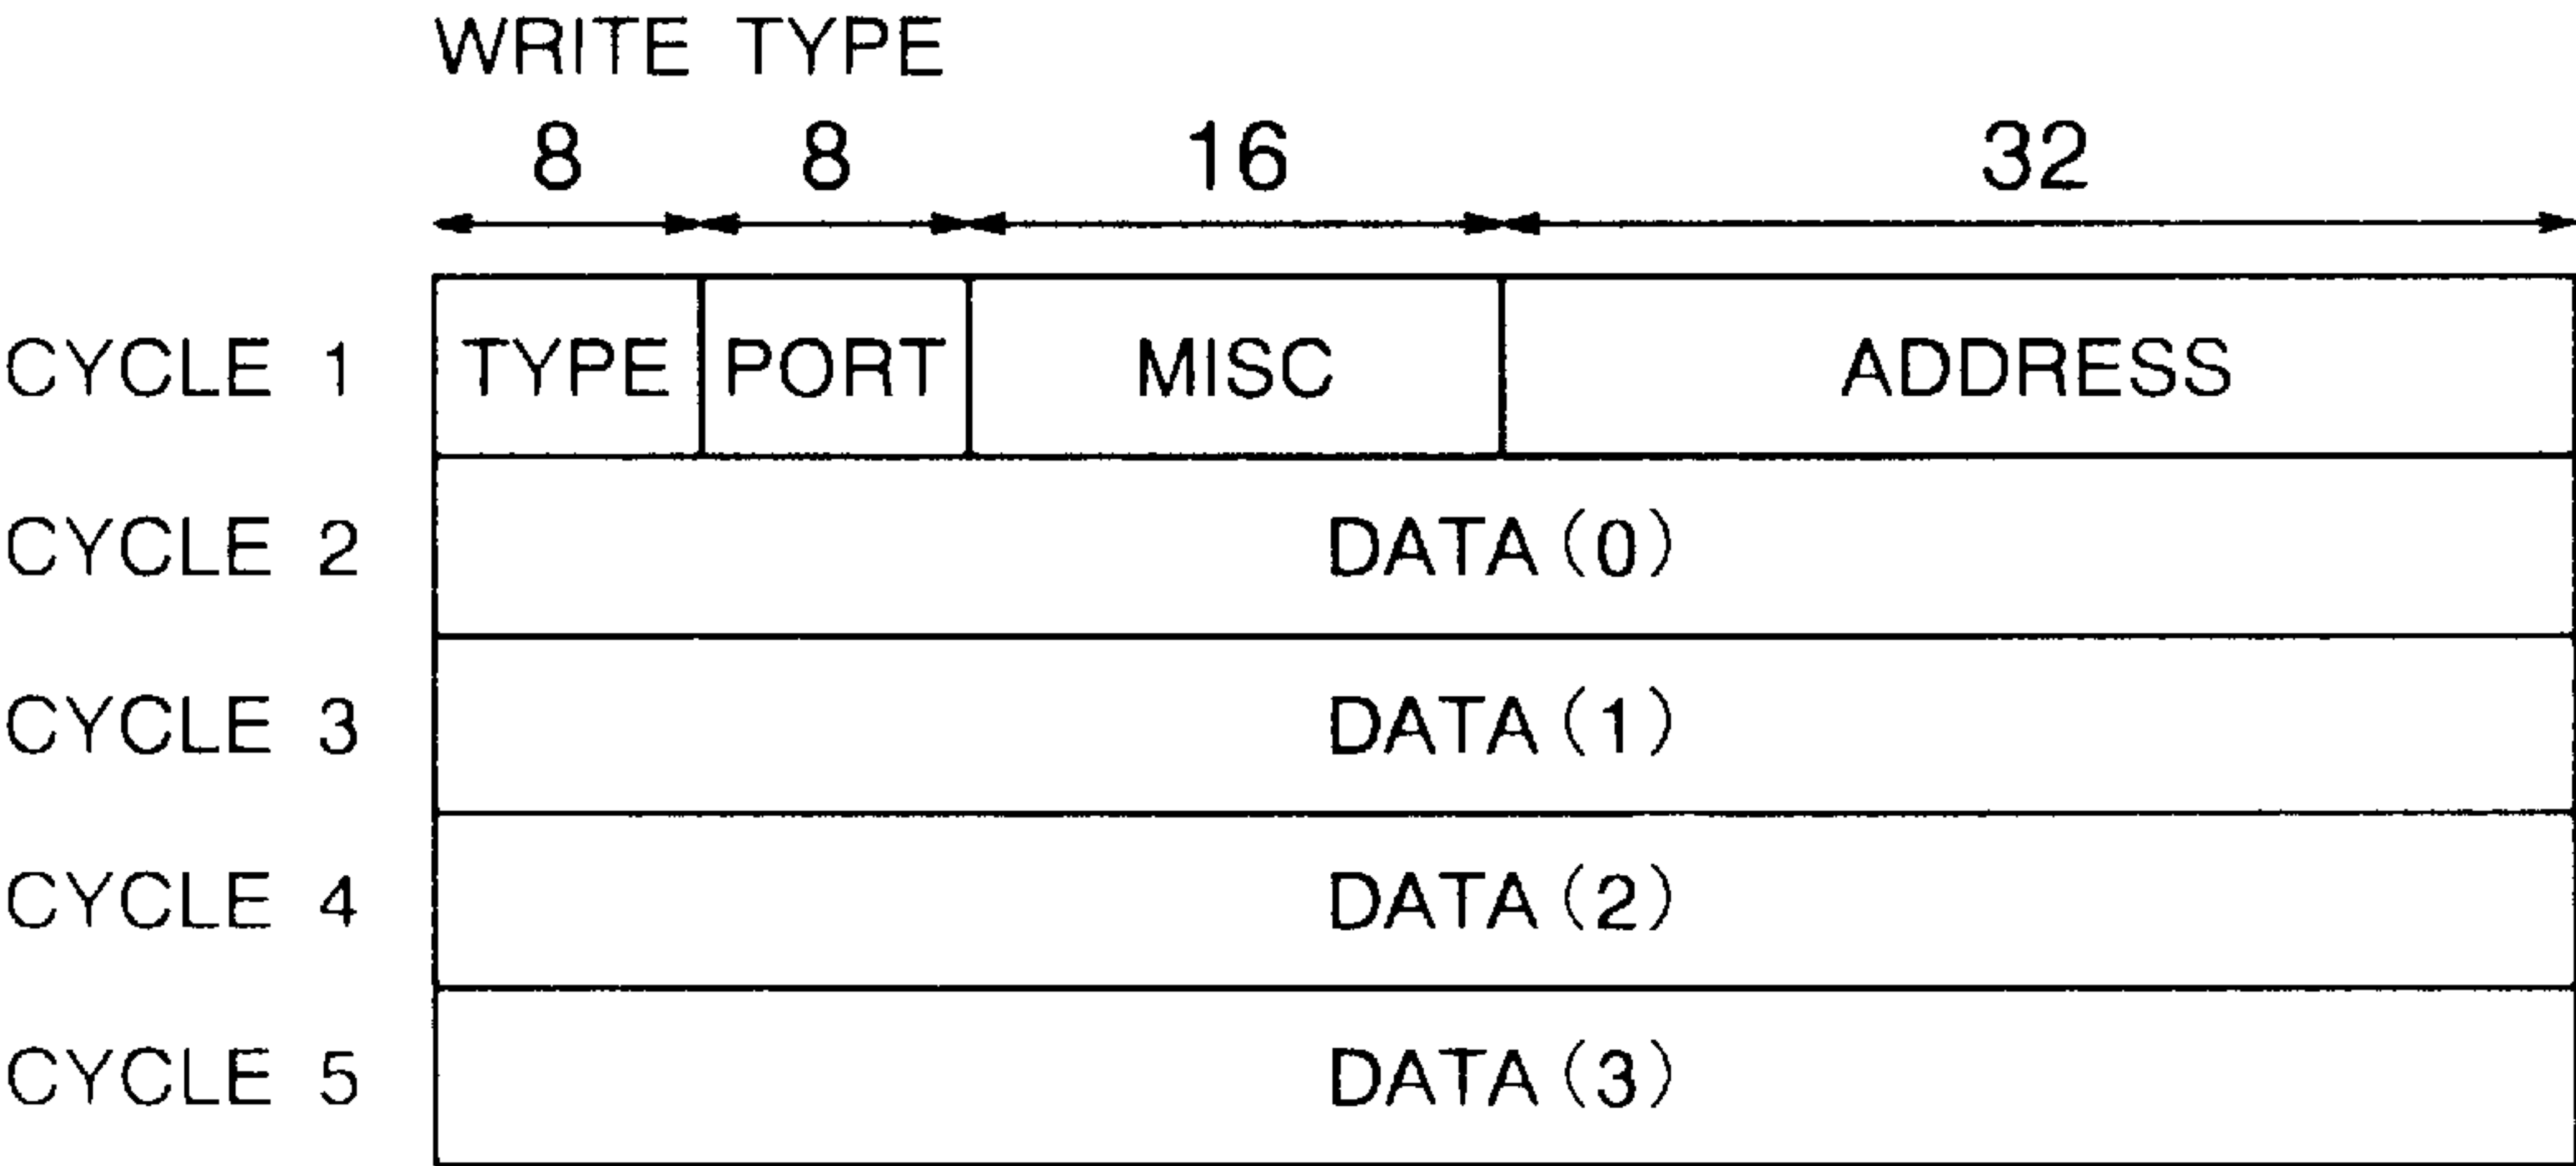 WRITE TYPE
8 8 16 32
CYCLE 1 TYPE PORT MISC ADDRESS
CYCLE 2 DATA (0)
CYCLE 3 DATA (1)
CYCLE 4 DATA (2)
CYCLE 5 DATA (3)